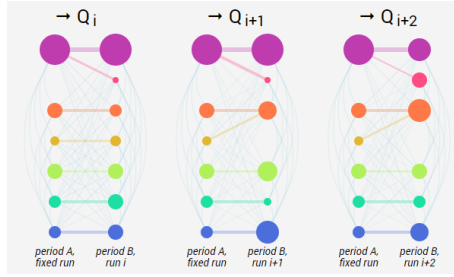 → Q i
→ Q i+1
→ Q i+2
period A,
fixed run
period B,
run i
period A,
fixed run
period B,
run i+1
period A,
fixed run
period B,
run i+2